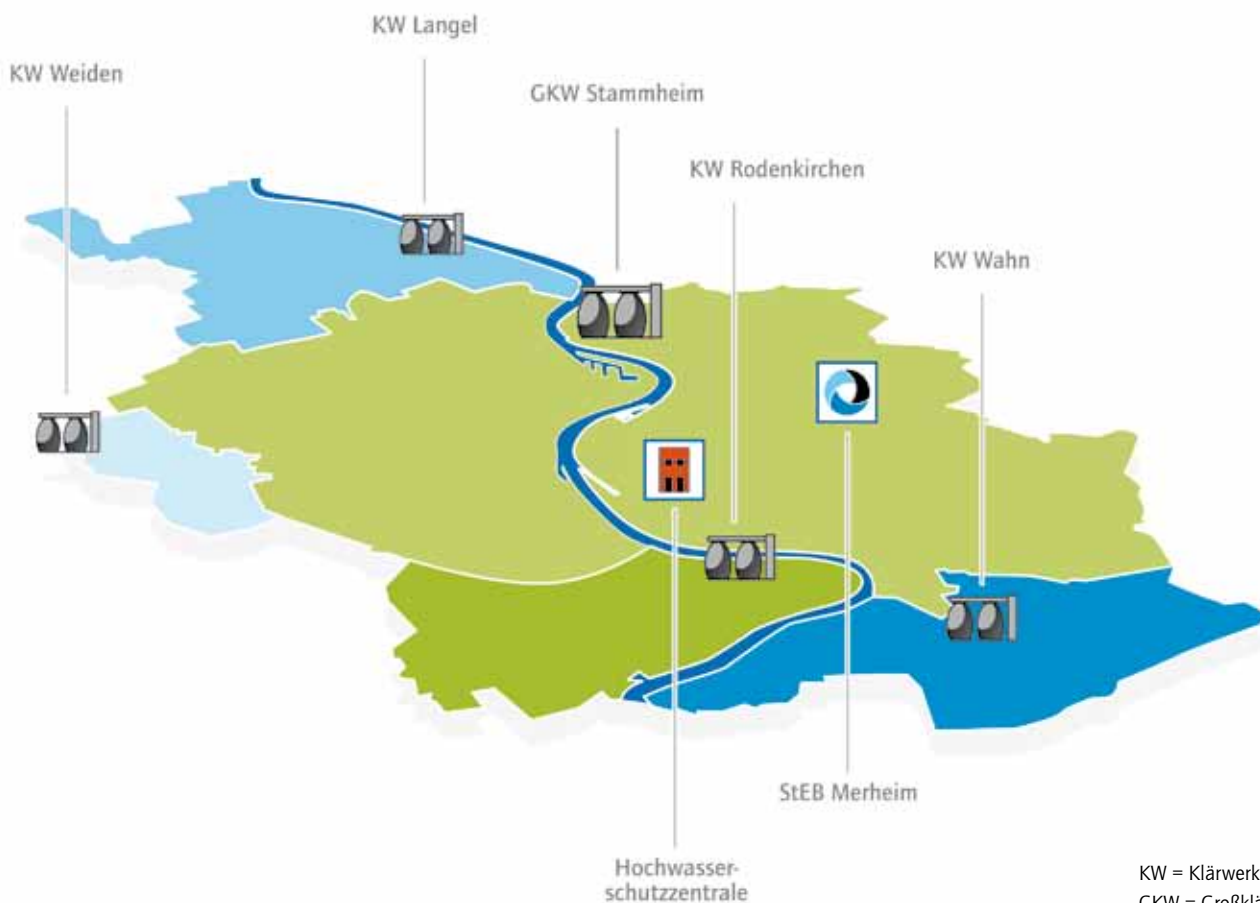 KW Langel
KW Weiden
GKW Stammheim
KW Rodenkirchen
KW Wahn
StEB Merheim
Hochwasser-
schutzzentrale
KW = Klärwerk